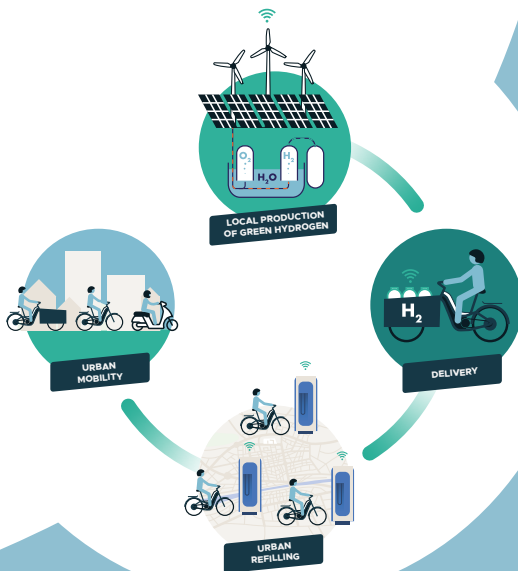 O₂
H₂
H₂O
LOCAL PRODUCTION
OF GREEN HYDROGEN
H₂
DELIVERY
URBAN
MOBILITY
URBAN
REFILLING